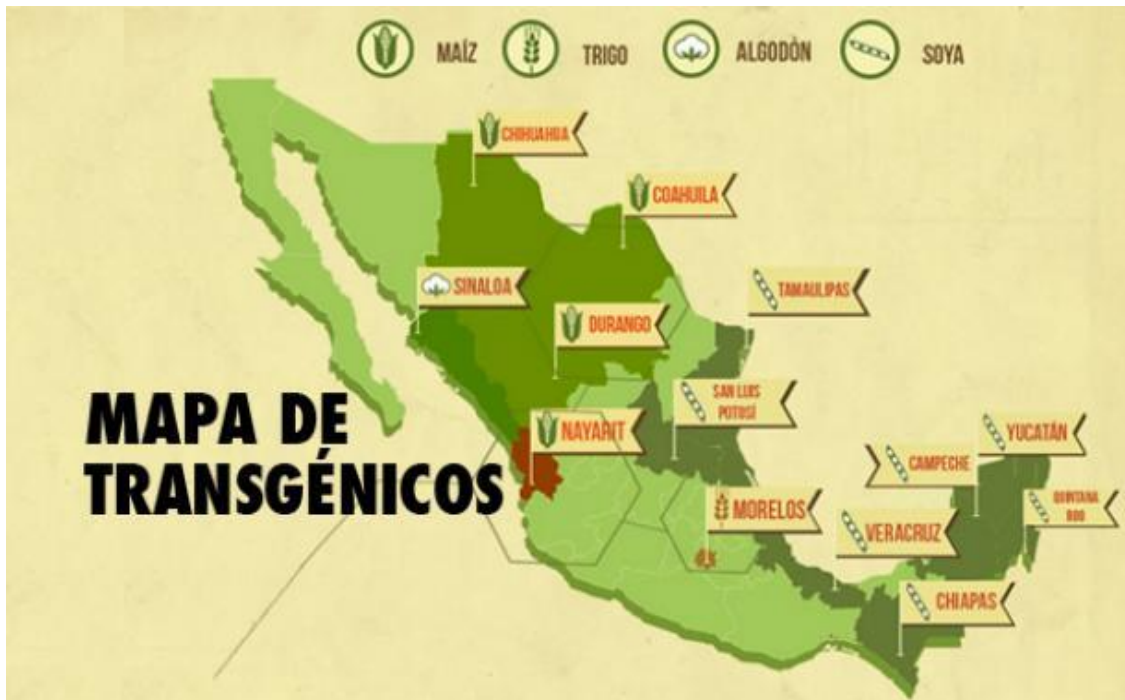 MAÍZ
TRIGO
ALGODÒN
SOYA
CHIHUAHUA
COAHUILA
SINALOA
TAMAULIPAS
DURANGO
SAN LUIS
POTOSÍ
MAPA DE
TRANSGÉNICOS
NAYARIT
YUCATÁN
CAMPECHE
QUINTANA
ROO
MORELOS
VERACRUZ
CHIAPAS